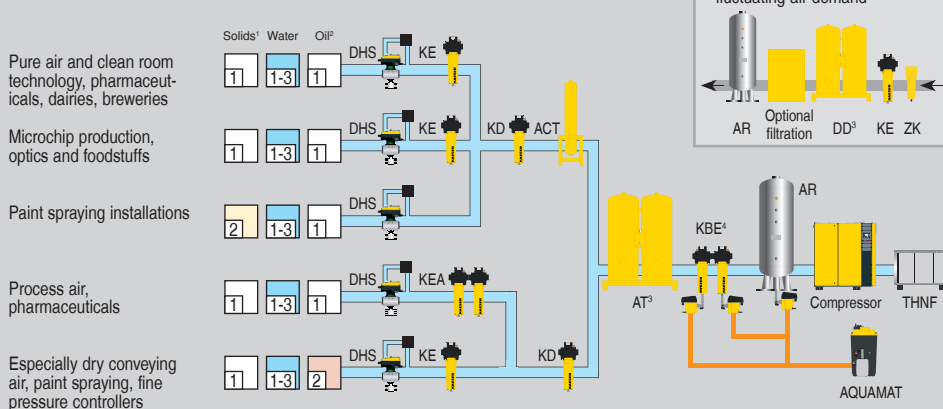 fluctuating air demand
AR
Optional
filtration
DD³
KE
ZK
Solids¹ Water Oil²
Pure air and clean room
technology, pharmaceut-
icals, dairies, breweries
1 1-3 1
DHS KE
Microchip production,
optics and foodstuffs
1 1-3 1
DHS KE KD ACT
Paint spraying installations
2 1-3 1
DHS
Process air,
pharmaceuticals
1 1-3 1
DHS KEA
Especially dry conveying
air, paint spraying, fine
pressure controllers
1 1-3 2
DHS KE KD
AT³
KBE⁴
AR
Compressor
THNF
AQUAMAT